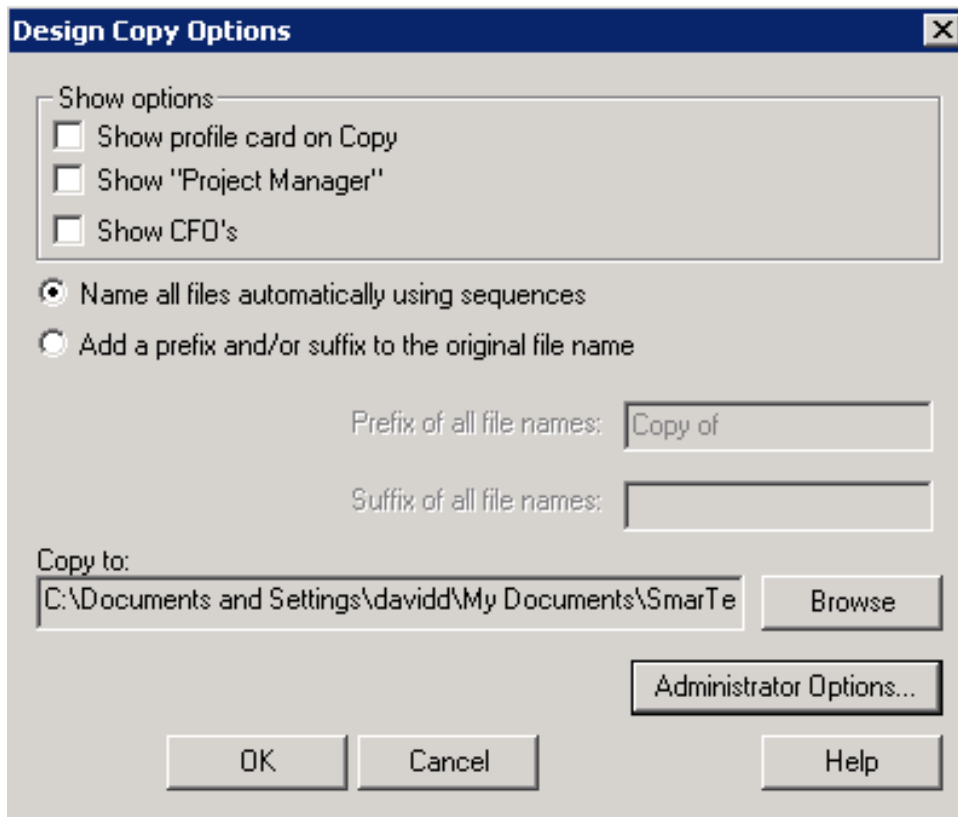 Design Copy Options
Show options
Show profile card on Copy
Show "Project Manager"
Show CFO's
Name all files automatically using sequences
Add a prefix and/or suffix to the original file name
Prefix of all file names: Copy of
Suffix of all file names:
Copy to:
C:\Documents and Settings\davidd\My Documents\SmarTe Browse
Administrator Options...
OK Cancel Help